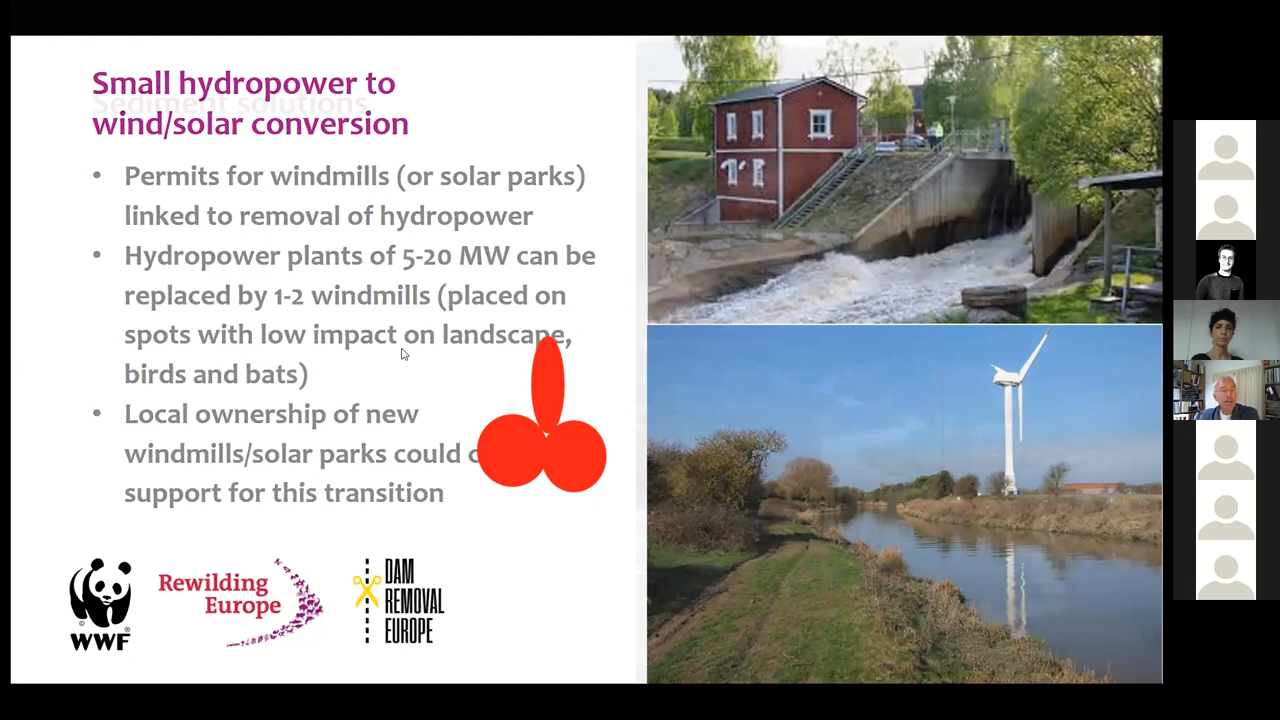 Small hydropower to
Sediment solutions
wind/solar conversion
• Permits for windmills (or solar parks)
linked to removal of hydropower
• Hydropower plants of 5-20 MW can be
replaced by 1-2 windmills (placed on
spots with low impact on landscape,
birds and bats)
• Local ownership of new
windmills/solar parks could
support for this transition
WWF
Rewilding
Europe
DAM
REMOVAL
EUROPE